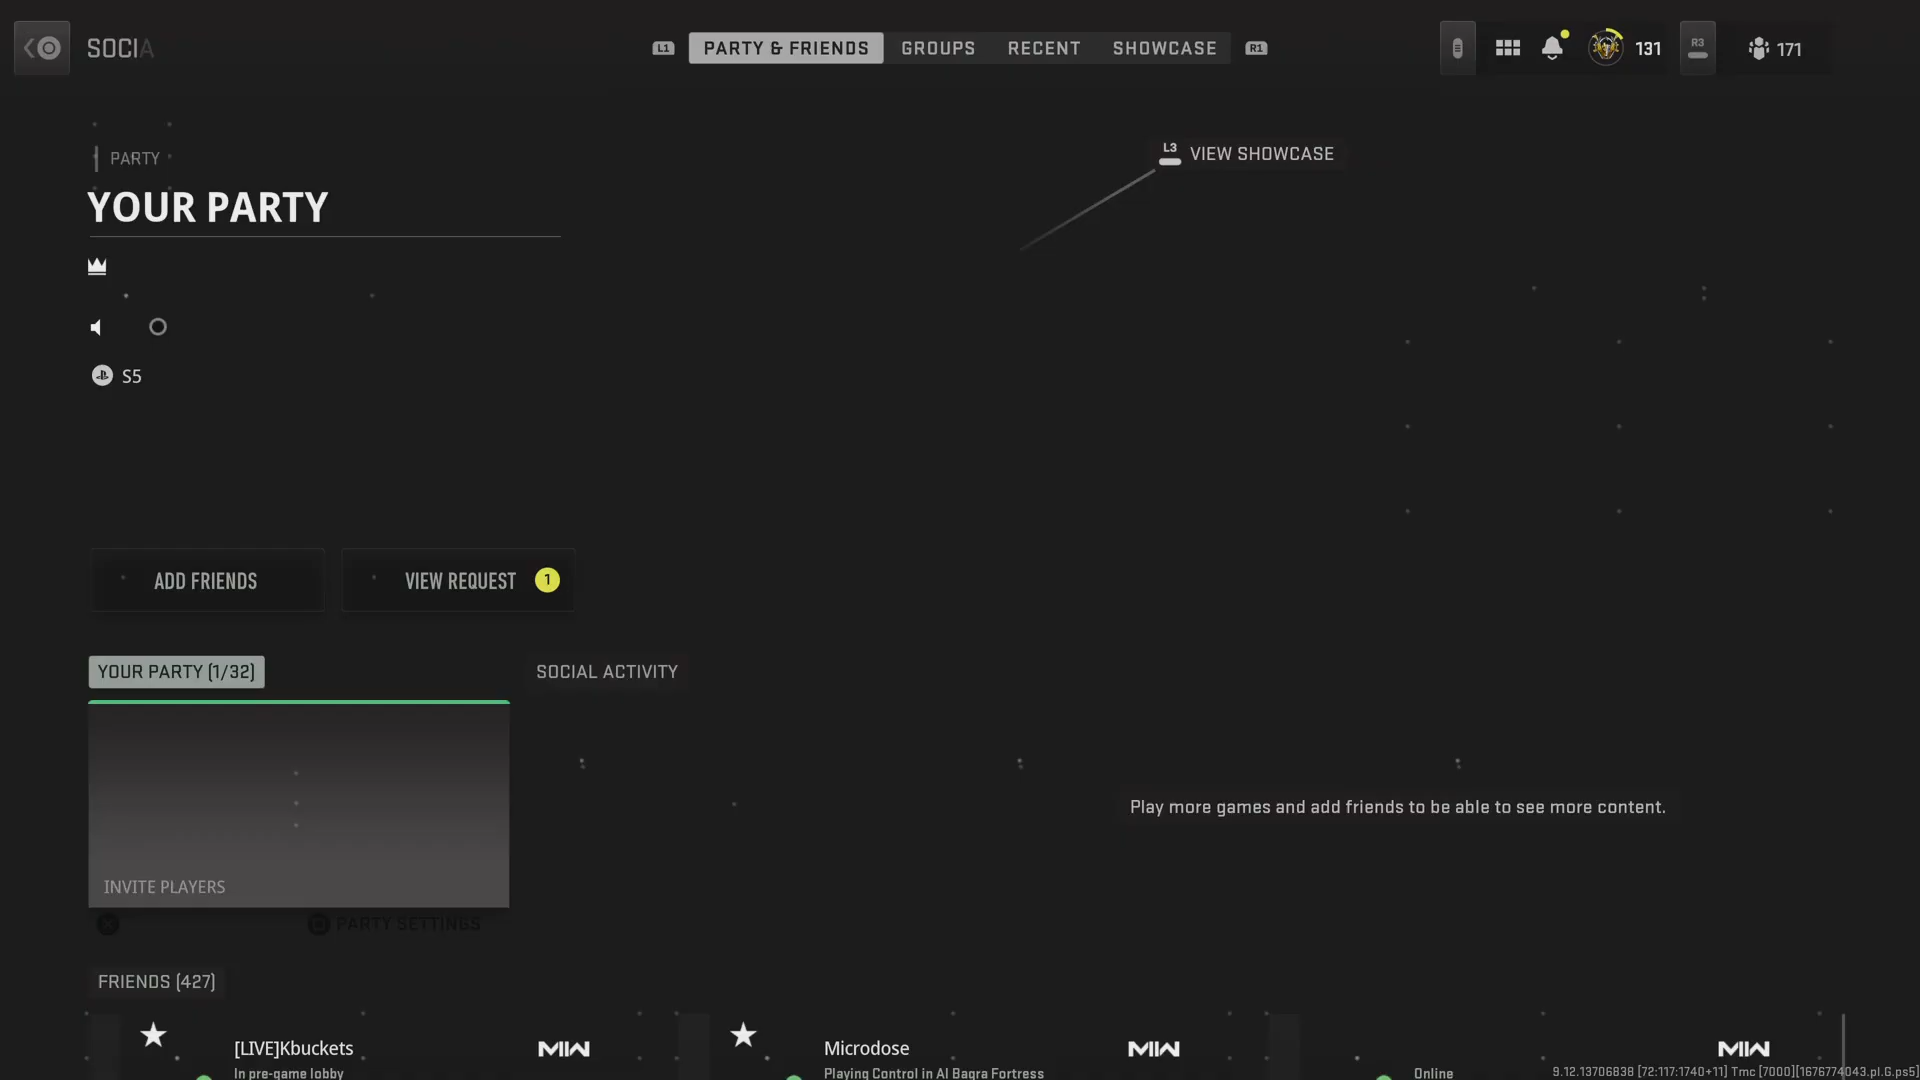 SOCIA
L1
PARTY & FRIENDS
GROUPS
RECENT
SHOWCASE
R1
131
R3
171
PARTY
YOUR PARTY
L3
VIEW SHOWCASE
S5
ADD FRIENDS
VIEW REQUEST
1
YOUR PARTY (1/32)
SOCIAL ACTIVITY
Play more games and add friends to be able to see more content.
INVITE PLAYERS
PARTY SETTINGS
FRIENDS (427)
[LIVE]Kbuckets
MW
In pre-game lobby
Microdose
MW
Playing Control in Al Bagra Fortress
MW
Online
9.12.13706838 [72:117:1740+11] Tmc [7000][1676774043.pl.G.ps5]